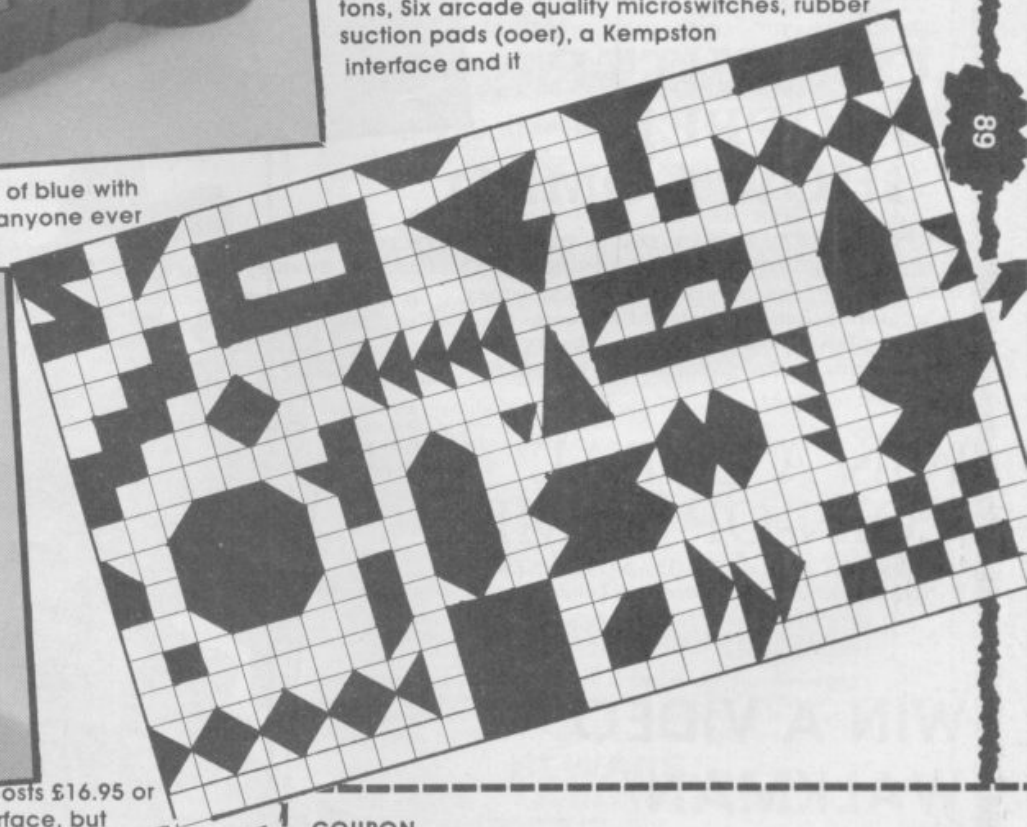 tons, Six arcade quality microswitches, rubber
suction pads (ooer), a Kempston
interface and it
89
of blue with
anyone ever
osts £16.95 or
rface, but
COUPON